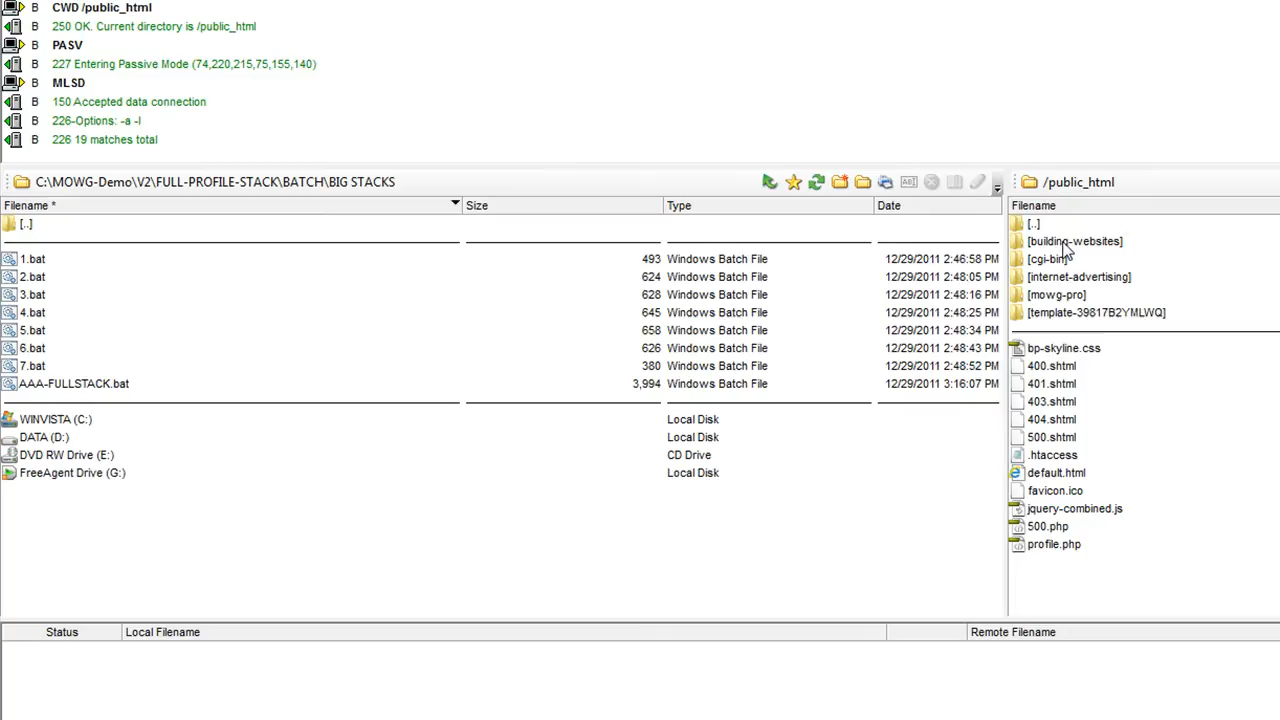 B CWD /public_html
B 250 OK. Current directory is /public_html
B PASV
B 227 Entering Passive Mode (74,220,215,75,155,140)
B MLSD
B 150 Accepted data connection
B 226-Options: -a -l
B 226 19 matches total
C:\MOWG-Demo\V2\FULL-PROFILE-STACK\BATCH\BIG STACKS
Filename * Size Type Date
[..]
1.bat 493 Windows Batch File 12/29/2011 2:46:58 PM
2.bat 624 Windows Batch File 12/29/2011 2:48:05 PM
3.bat 628 Windows Batch File 12/29/2011 2:48:16 PM
4.bat 645 Windows Batch File 12/29/2011 2:48:25 PM
5.bat 658 Windows Batch File 12/29/2011 2:48:34 PM
6.bat 626 Windows Batch File 12/29/2011 2:48:43 PM
7.bat 380 Windows Batch File 12/29/2011 2:48:52 PM
AAA-FULLSTACK.bat 3,994 Windows Batch File 12/29/2011 3:16:07 PM
WINVISTA (C:) Local Disk
DATA (D:) Local Disk
DVD RW Drive (E:) CD Drive
FreeAgent Drive (G:) Local Disk
/public_html
Filename
[..]
[building-websites]
[cgi-bin]
[internet-advertising]
[mowg-pro]
[template-39817B2YMLWQ]
bp-skyline.css
400.shtml
401.shtml
403.shtml
404.shtml
500.shtml
.htaccess
default.html
favicon.ico
jquery-combined.js
500.php
profile.php
Status Local Filename Remote Filename